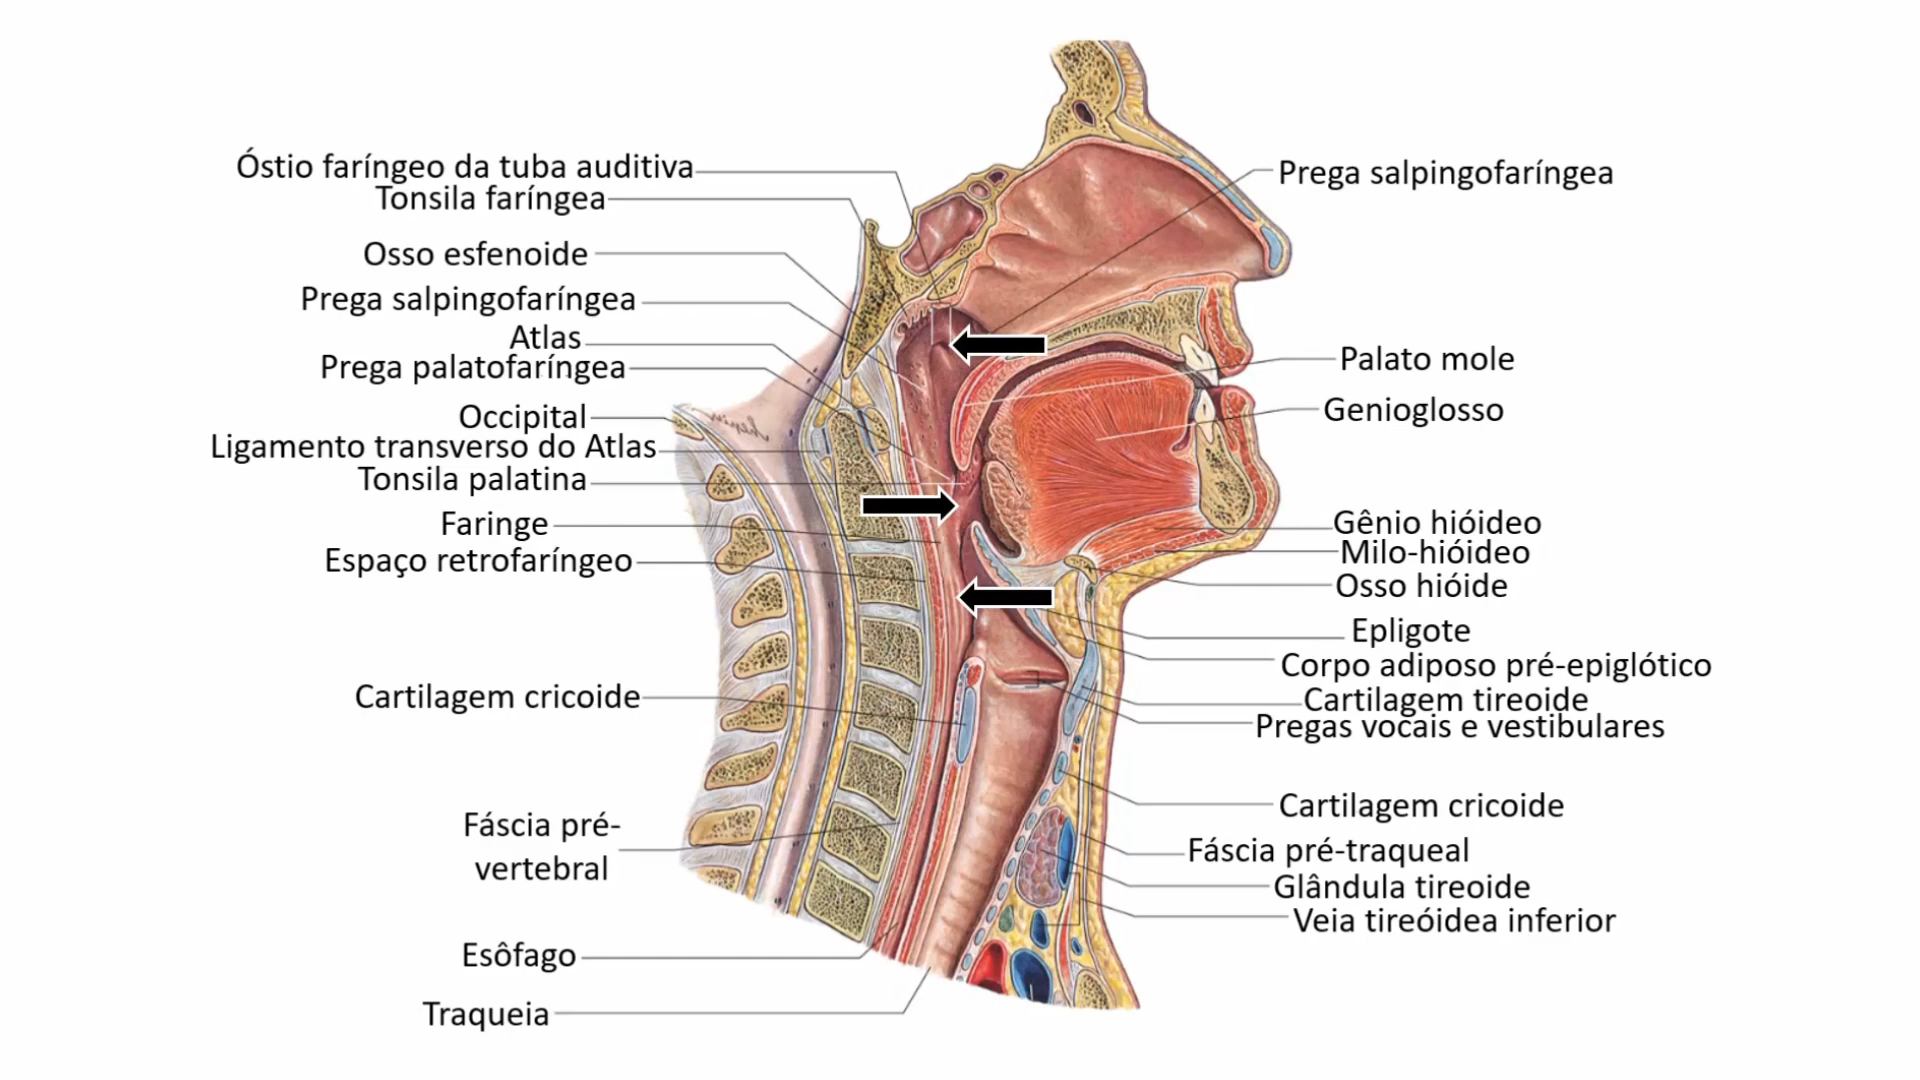 Óstio faríngeo da tuba auditiva
Tonsila faríngea
Osso esfenoide
Prega salpingofaríngea
Atlas
Prega palatofaríngea
Occipital
Ligamento transverso do Atlas
Tonsila palatina
Faringe
Espaço retrofaríngeo
Cartilagem cricoide
Fáscia pré-
vertebral
Esôfago
Traqueia
Prega salpingofaríngea
Palato mole
Genioglosso
Gênio hióideo
Milo-hióideo
Osso hióide
Epligote
Corpo adiposo pré-epiglótico
Cartilagem tireoide
Pregas vocais e vestibulares
Cartilagem cricoide
Fáscia pré-traqueal
Glândula tireoide
Veia tireóidea inferior